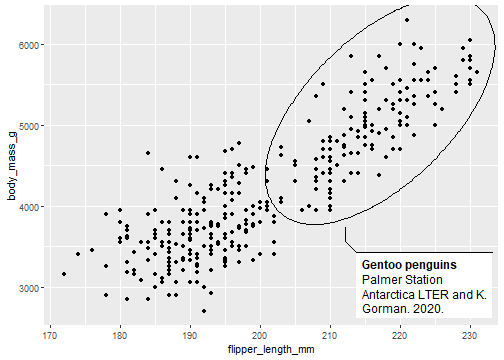 6000
5000
4000
3000
body_mass_g
170
180
190
200
210
220
230
flipper_length_mm
Gentoo penguins
Palmer Station
Antarctica LTER and K.
Gorman. 2020.